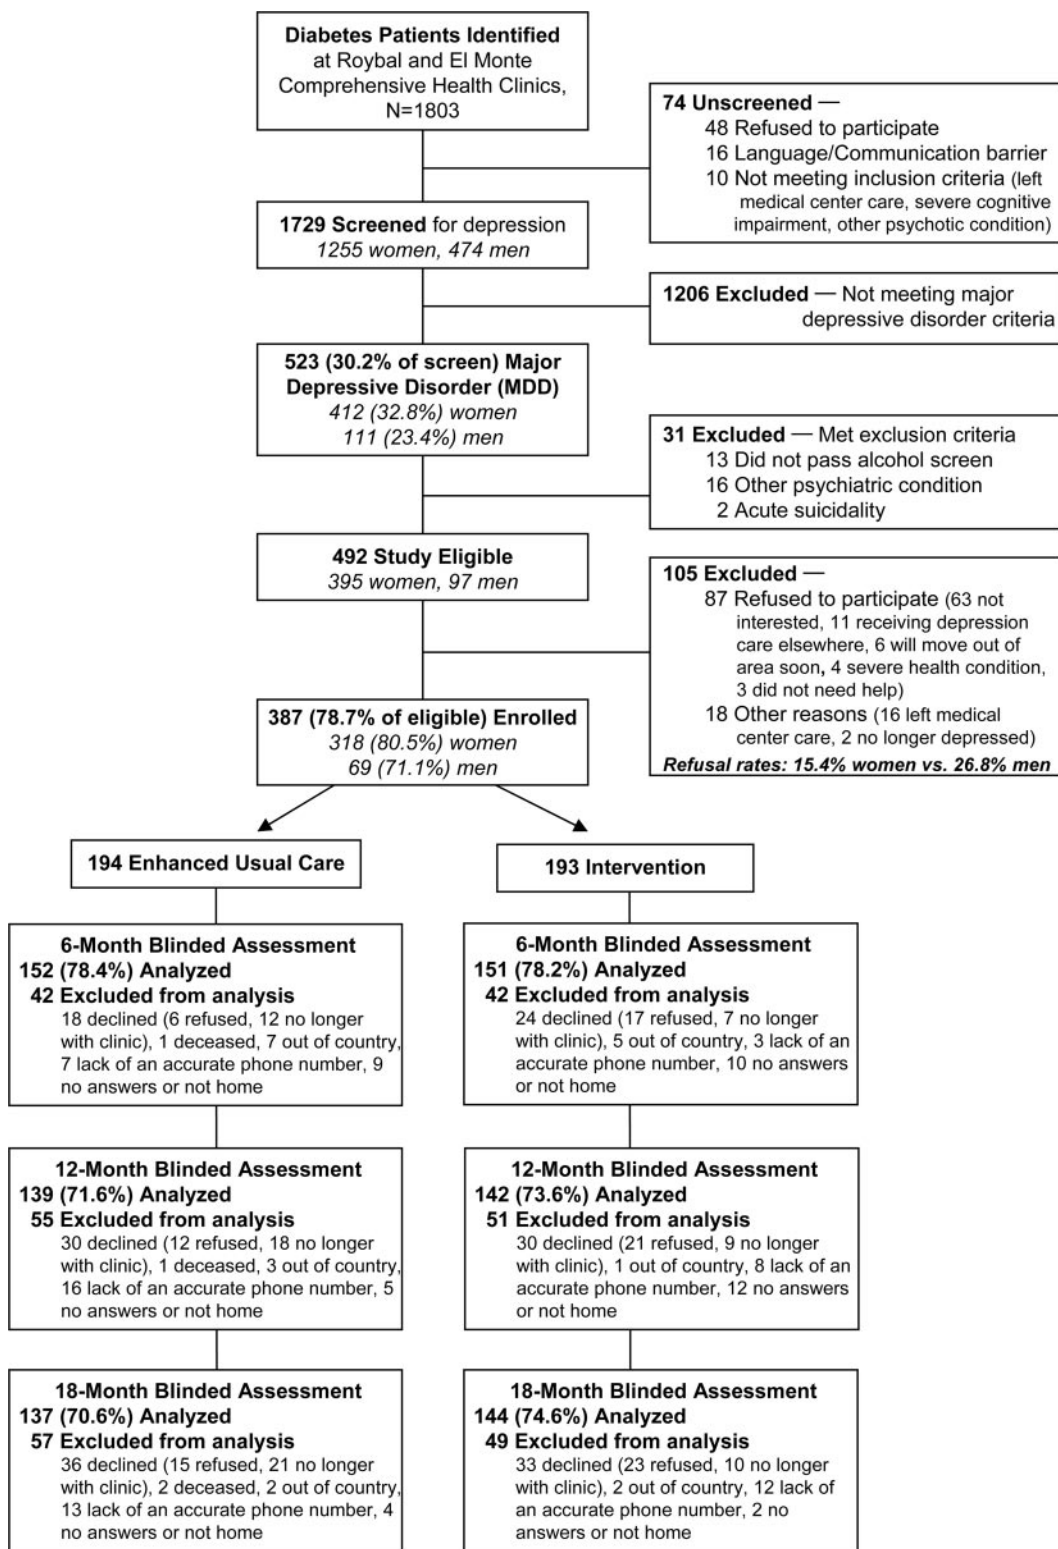 Diabetes Patients Identified
at Roybal and El Monte
Comprehensive Health Clinics,
N=1803
74 Unscreened —
48 Refused to participate
16 Language/Communication barrier
10 Not meeting inclusion criteria (left
medical center care, severe cognitive
impairment, other psychotic condition)
1729 Screened for depression
1255 women, 474 men
1206 Excluded — Not meeting major
depressive disorder criteria
523 (30.2% of screen) Major
Depressive Disorder (MDD)
412 (32.8%) women
111 (23.4%) men
31 Excluded — Met exclusion criteria
13 Did not pass alcohol screen
16 Other psychiatric condition
2 Acute suicidality
492 Study Eligible
395 women, 97 men
105 Excluded —
87 Refused to participate (63 not
interested, 11 receiving depression
care elsewhere, 6 will move out of
area soon, 4 severe health condition,
3 did not need help)
18 Other reasons (16 left medical
center care, 2 no longer depressed)
Refusal rates: 15.4% women vs. 26.8% men
387 (78.7% of eligible) Enrolled
318 (80.5%) women
69 (71.1%) men
194 Enhanced Usual Care
193 Intervention
6-Month Blinded Assessment
152 (78.4%) Analyzed
42 Excluded from analysis
18 declined (6 refused, 12 no longer
with clinic), 1 deceased, 7 out of country,
7 lack of an accurate phone number, 9
no answers or not home
6-Month Blinded Assessment
151 (78.2%) Analyzed
42 Excluded from analysis
24 declined (17 refused, 7 no longer
with clinic), 5 out of country, 3 lack of an
accurate phone number, 10 no answers
or not home
12-Month Blinded Assessment
139 (71.6%) Analyzed
55 Excluded from analysis
30 declined (12 refused, 18 no longer
with clinic), 1 deceased, 3 out of country,
16 lack of an accurate phone number, 5
no answers or not home
12-Month Blinded Assessment
142 (73.6%) Analyzed
51 Excluded from analysis
30 declined (21 refused, 9 no longer
with clinic), 1 out of country, 8 lack of an
accurate phone number, 12 no answers
or not home
18-Month Blinded Assessment
137 (70.6%) Analyzed
57 Excluded from analysis
36 declined (15 refused, 21 no longer
with clinic), 2 deceased, 2 out of country,
13 lack of an accurate phone number, 4
no answers or not home
18-Month Blinded Assessment
144 (74.6%) Analyzed
49 Excluded from analysis
33 declined (23 refused, 10 no longer
with clinic), 2 out of country, 12 lack of
an accurate phone number, 2 no
answers or not home